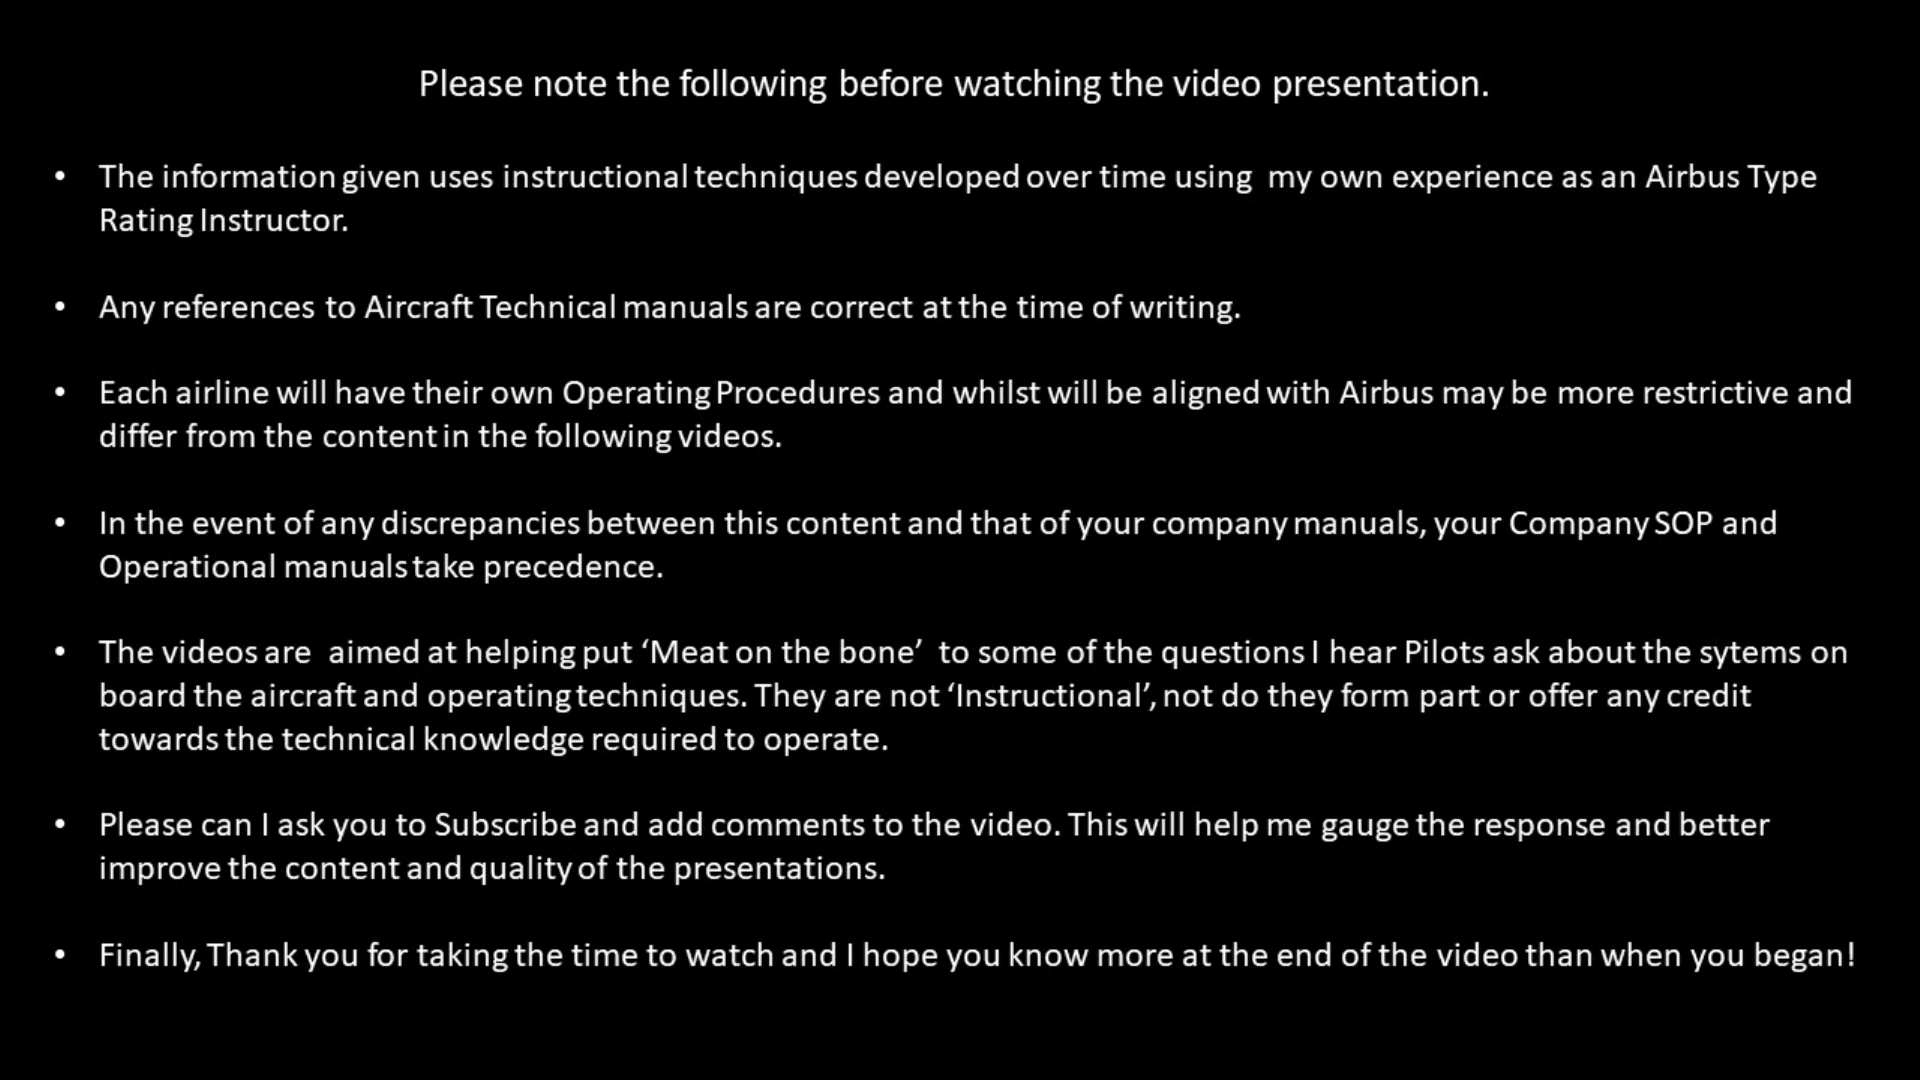 Please note the following before watching the video presentation.
• The information given uses instructional techniques developed over time using my own experience as an Airbus Type
Rating Instructor.
• Any references to Aircraft Technical manuals are correct at the time of writing.
• Each airline will have their own Operating Procedures and whilst will be aligned with Airbus may be more restrictive and
differ from the content in the following videos.
• In the event of any discrepancies between this content and that of your company manuals, your Company SOP and
Operational manuals take precedence.
• The videos are aimed at helping put ‘Meat on the bone’ to some of the questions I hear Pilots ask about the sytems on
board the aircraft and operating techniques. They are not ‘Instructional’, not do they form part or offer any credit
towards the technical knowledge required to operate.
• Please can I ask you to Subscribe and add comments to the video. This will help me gauge the response and better
improve the content and quality of the presentations.
• Finally, Thank you for taking the time to watch and I hope you know more at the end of the video than when you began!